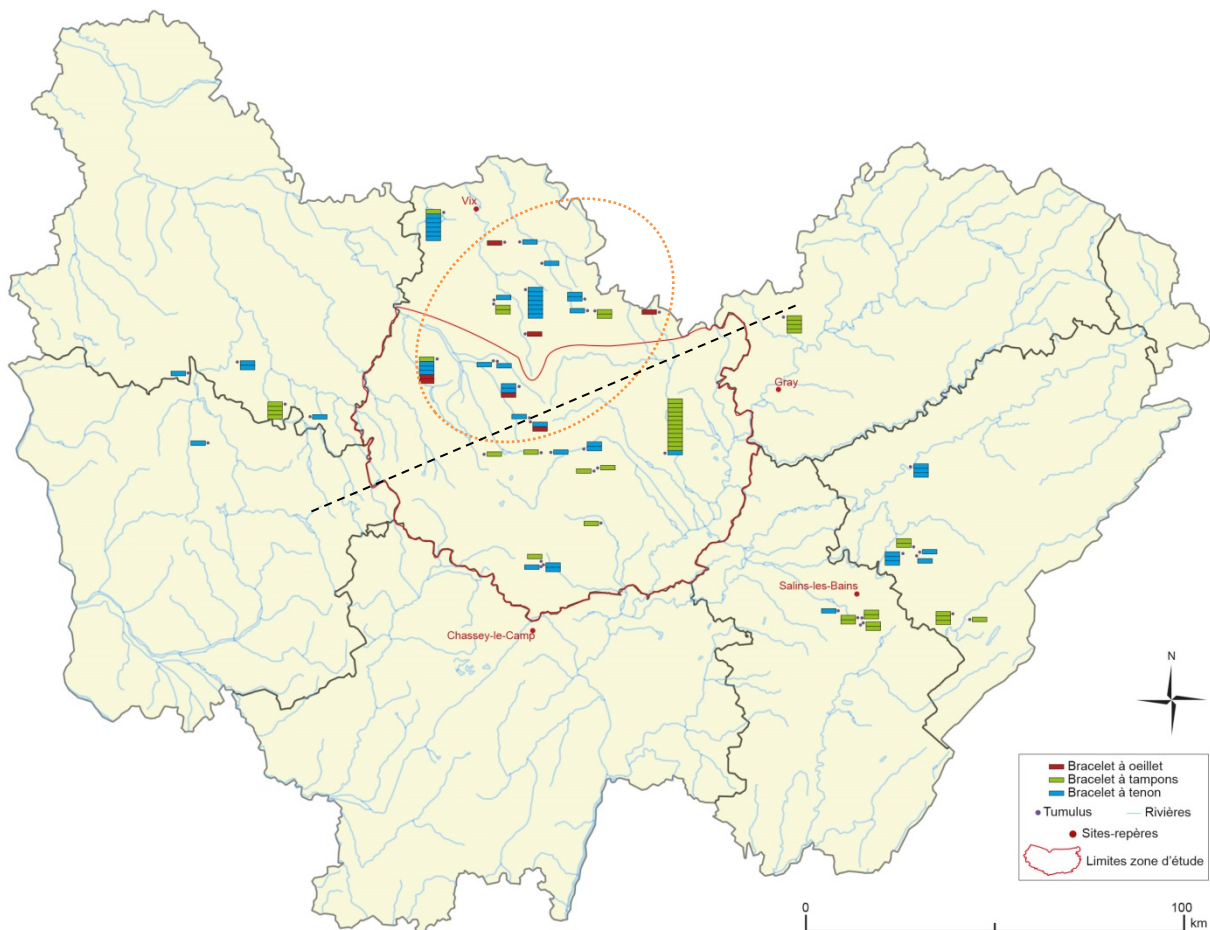 Vix
Gray
Salins-les-Bains
Chassey-le-Camp
N
Bracelet à oeillet
Bracelet à tampons
Bracelet à tenon
Tumulus
Rivières
Sites-repères
Limites zone d'étude
0
100
km